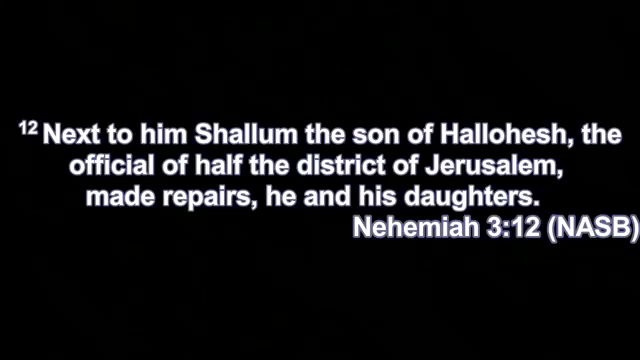 12 Next to him Shallum the son of Hallohesh, the
official of half the district of Jerusalem,
made repairs, he and his daughters.
Nehemiah 3:12 (NASB)